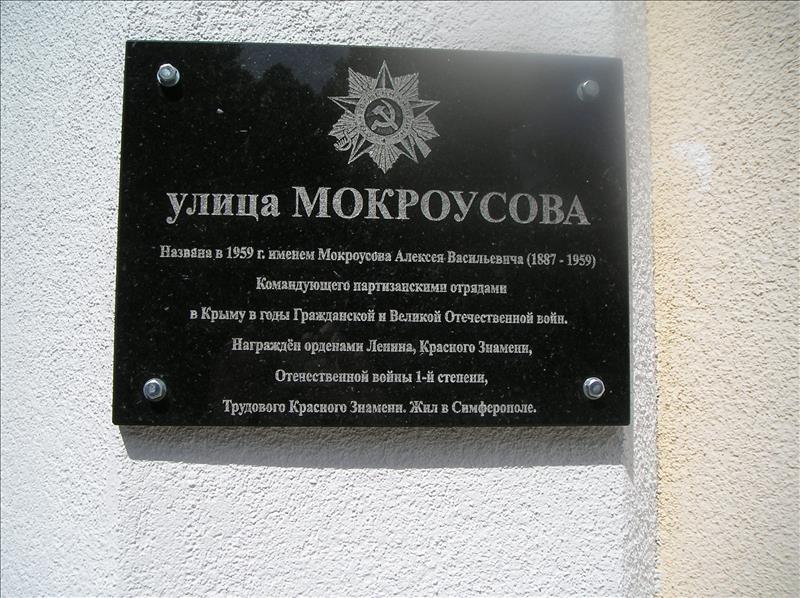 улица МОКРОУСОВА
Названа в 1959 г. именем Мокроусова Алексея Васильевича (1887 - 1959)
Командующего партизанскими отрядами
в Крыму в годы Гражданской и Великой Отечественной войн.
Награждён орденами Ленина, Красного Знамени,
Отечественной войны 1-й степени,
Трудового Красного Знамени. Жил в Симферополе.